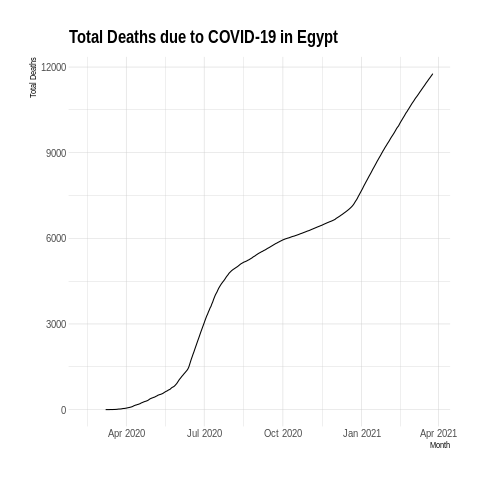 Total Deaths due to COVID-19 in Egypt
Total Deaths
12000
9000
6000
3000
0
Apr 2020 Jul 2020 Oct 2020 Jan 2021 Apr 2021
Month